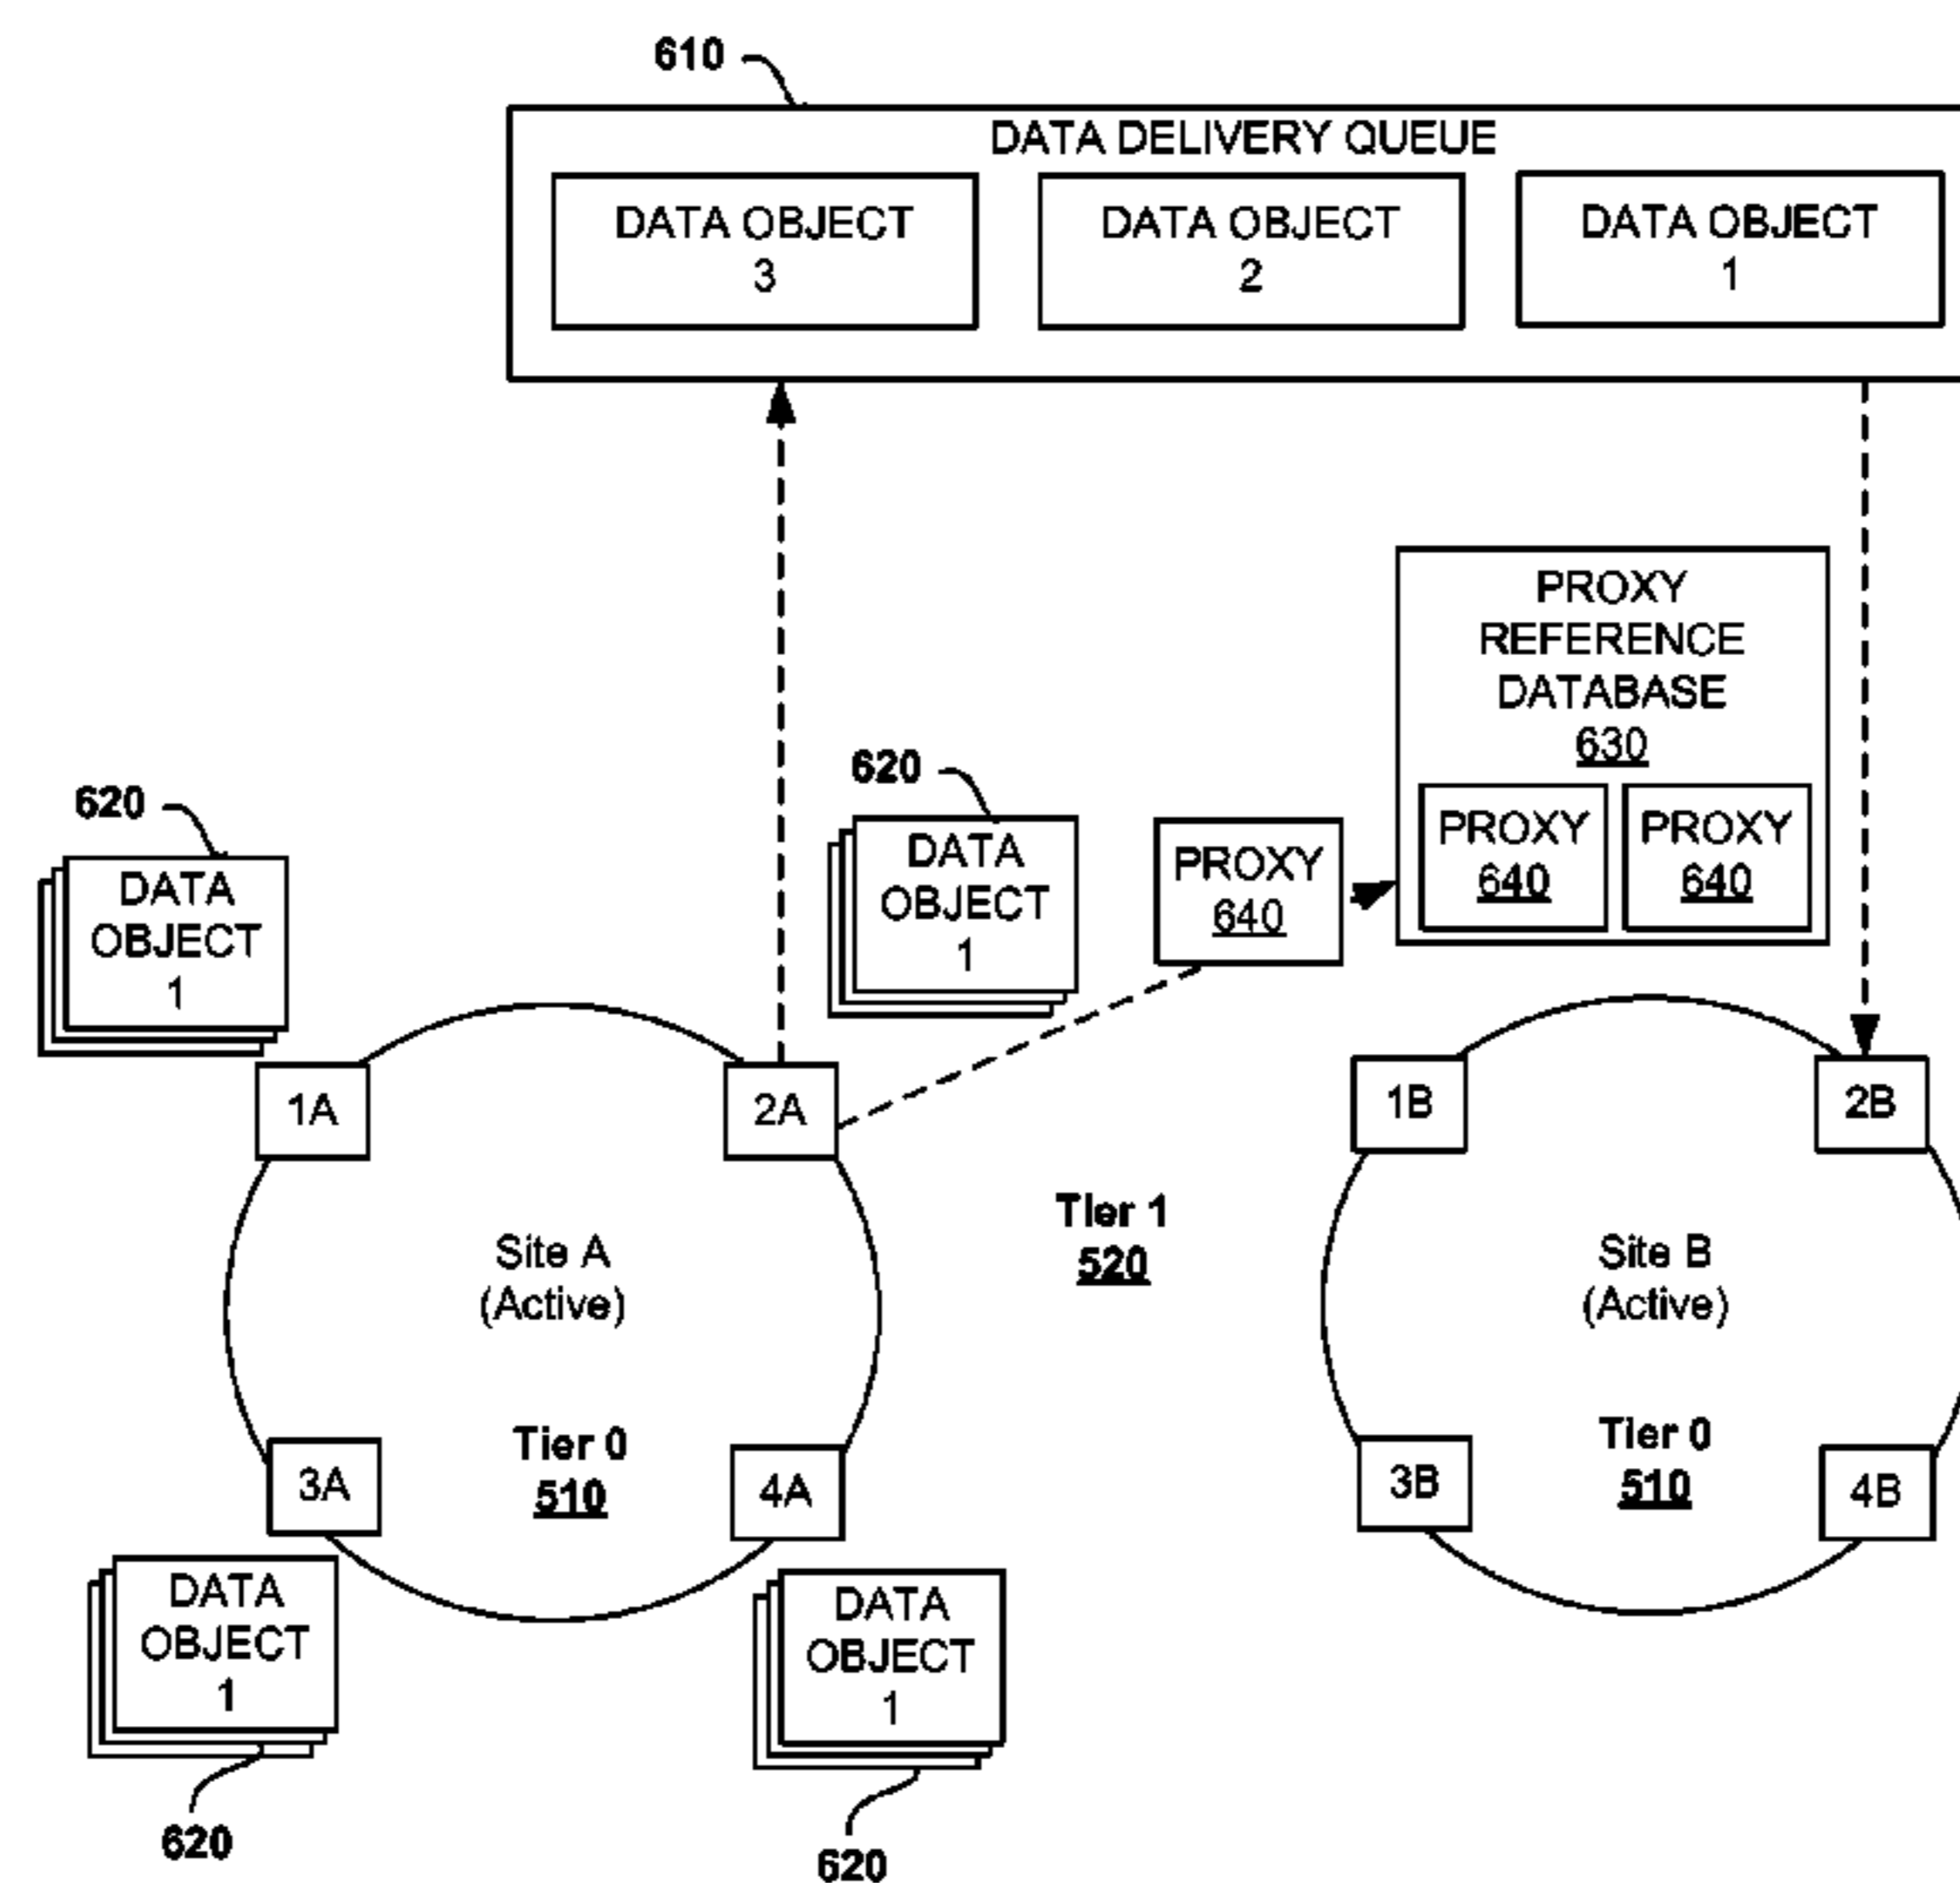 610
DATA DELIVERY QUEUE
DATA OBJECT
3
DATA OBJECT
2
DATA OBJECT
1
PROXY
REFERENCE
DATABASE
630
PROXY
640
PROXY
640
PROXY
640
620
DATA
OBJECT
1
620
DATA
OBJECT
1
1A
2A
1B
2B
Site A
(Active)
Tier 1
520
Site B
(Active)
Tier 0
510
Tier 0
510
3A
4A
3B
4B
DATA
OBJECT
1
620
DATA
OBJECT
1
620